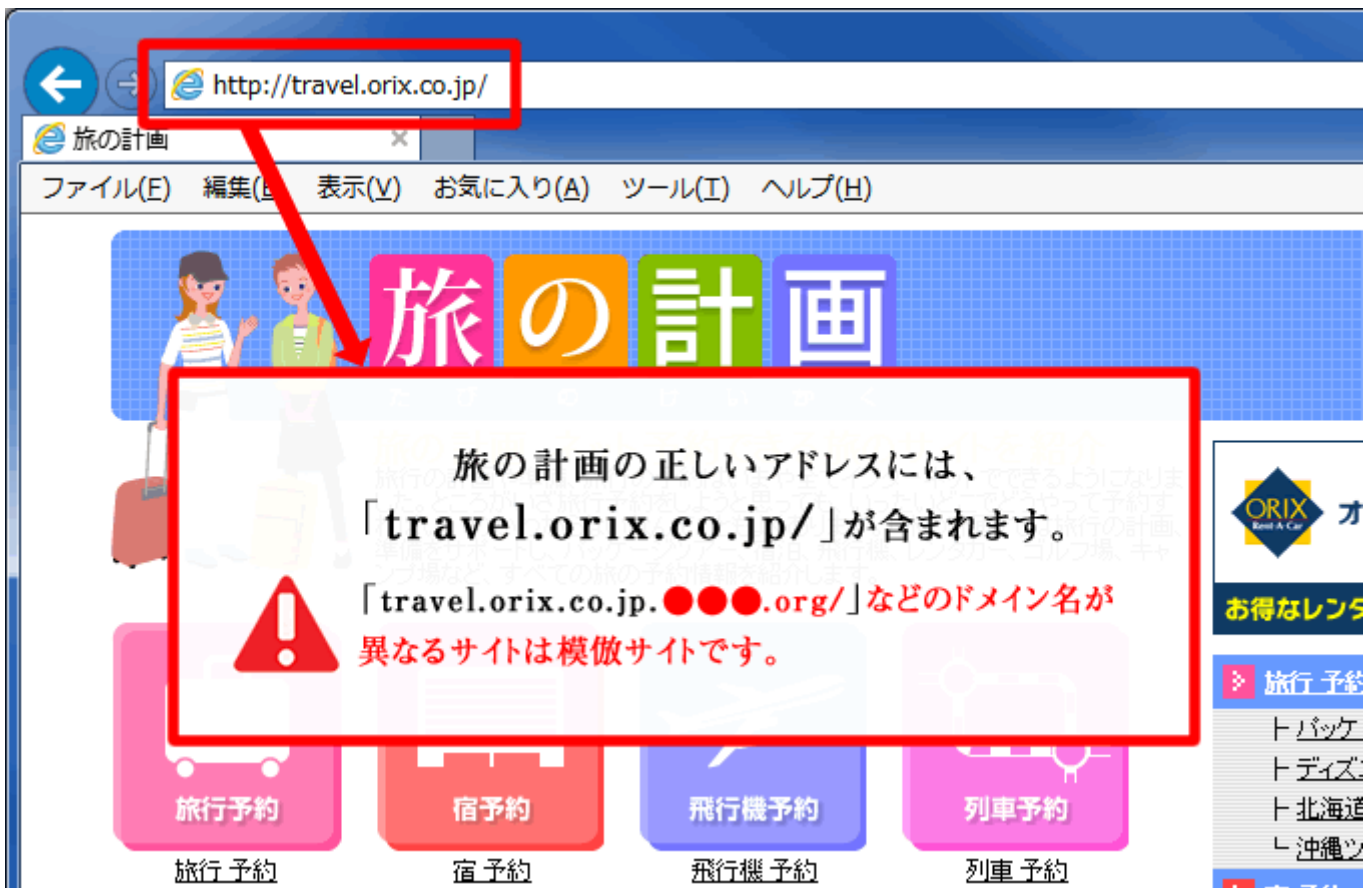 http://travel.orix.co.jp/
旅の計画
ファイル(F) 編集( 表示(V) お気に入り(A) ツール(T) ヘルプ(H)
旅の計画
旅の計画の正しいアドレスには、
「travel.orix.co.jp/」が含まれます。
「travel.orix.co.jp.●●●.org/」などのドメイン名が
異なるサイトは模倣サイトです。
ORIX
Rent-A-Car
オ
お得なレンタ
旅行 予約
├ パッケ
├ ディズ
├ 北海道
└ 沖縄ツ
旅行予約
宿予約
飛行機予約
列車予約
旅行 予約
宿 予約
飛行機 予約
列車 予約